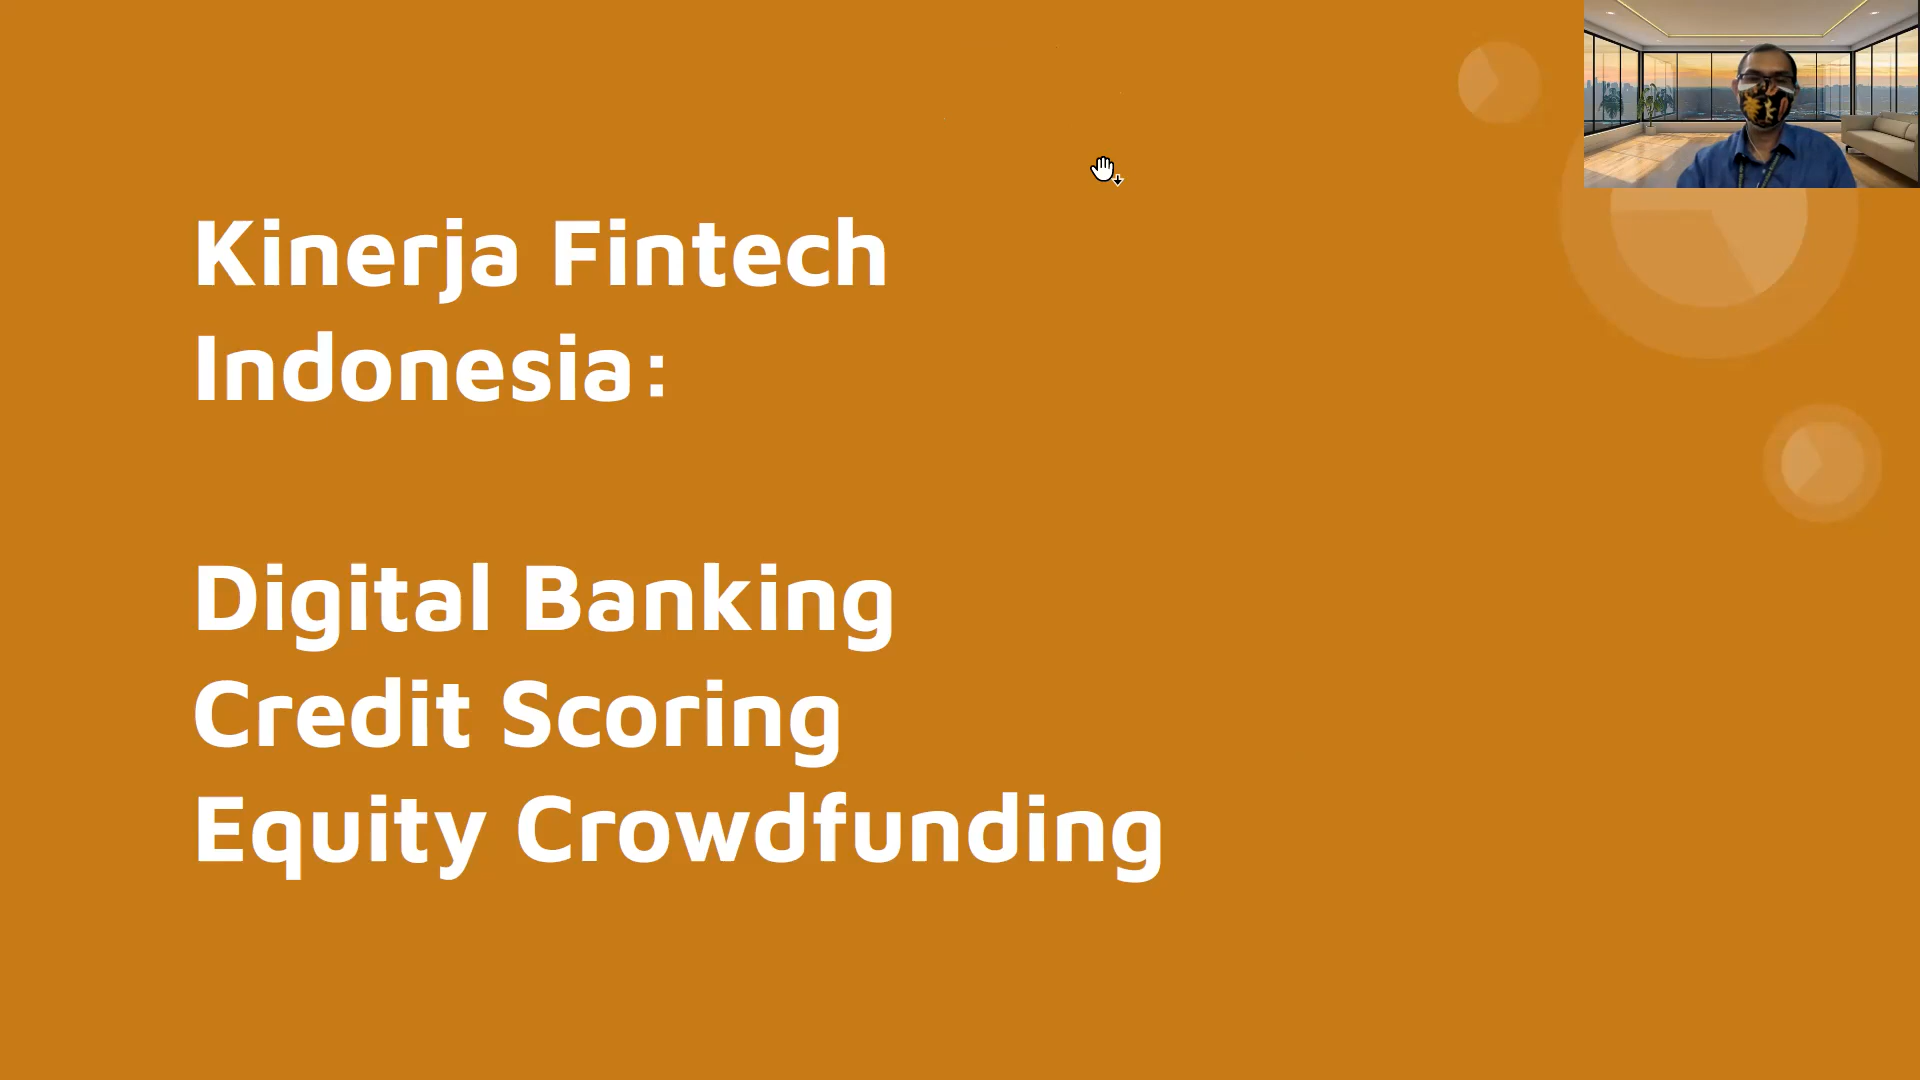 Kinerja Fintech
Indonesia:
Digital Banking
Credit Scoring
Equity Crowdfunding